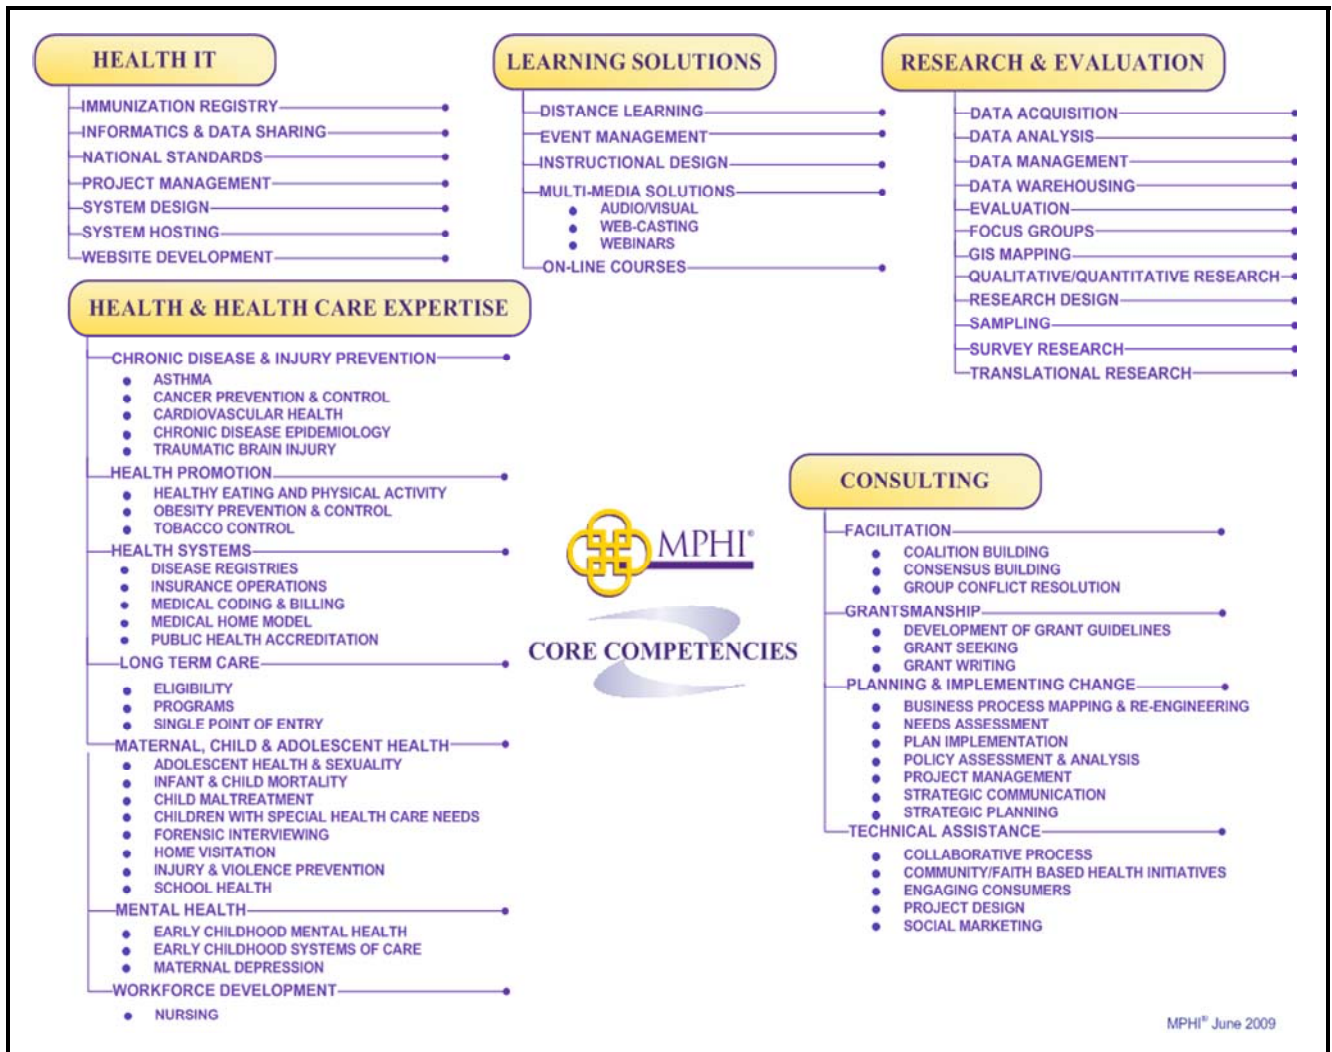 HEALTH IT
IMMUNIZATION REGISTRY
INFORMATICS & DATA SHARING
NATIONAL STANDARDS
PROJECT MANAGEMENT
SYSTEM DESIGN
SYSTEM HOSTING
WEBSITE DEVELOPMENT
LEARNING SOLUTIONS
DISTANCE LEARNING
EVENT MANAGEMENT
INSTRUCTIONAL DESIGN
MULTI-MEDIA SOLUTIONS
AUDIO/VISUAL
WEB-CASTING
WEBINARS
ON-LINE COURSES
RESEARCH & EVALUATION
DATA ACQUISITION
DATA ANALYSIS
DATA MANAGEMENT
DATA WAREHOUSING
EVALUATION
FOCUS GROUPS
GIS MAPPING
QUALITATIVE/QUANTITATIVE RESEARCH
RESEARCH DESIGN
SAMPLING
SURVEY RESEARCH
TRANSLATIONAL RESEARCH
HEALTH & HEALTH CARE EXPERTISE
CHRONIC DISEASE & INJURY PREVENTION
ASTHMA
CANCER PREVENTION & CONTROL
CARDIOVASCULAR HEALTH
CHRONIC DISEASE EPIDEMIOLOGY
TRAUMATIC BRAIN INJURY
HEALTH PROMOTION
HEALTHY EATING AND PHYSICAL ACTIVITY
OBESITY PREVENTION & CONTROL
TOBACCO CONTROL
HEALTH SYSTEMS
DISEASE REGISTRIES
INSURANCE OPERATIONS
MEDICAL CODING & BILLING
MEDICAL HOME MODEL
PUBLIC HEALTH ACCREDITATION
LONG TERM CARE
ELIGIBILITY
PROGRAMS
SINGLE POINT OF ENTRY
MATERNAL, CHILD & ADOLESCENT HEALTH
ADOLESCENT HEALTH & SEXUALITY
INFANT & CHILD MORTALITY
CHILD MALTREATMENT
CHILDREN WITH SPECIAL HEALTH CARE NEEDS
FORENSIC INTERVIEWING
HOME VISITATION
INJURY & VIOLENCE PREVENTION
SCHOOL HEALTH
MENTAL HEALTH
EARLY CHILDHOOD MENTAL HEALTH
EARLY CHILDHOOD SYSTEMS OF CARE
MATERNAL DEPRESSION
WORKFORCE DEVELOPMENT
NURSING
MPHI®
CORE COMPETENCIES
CONSULTING
FACILITATION
COALITION BUILDING
CONSENSUS BUILDING
GROUP CONFLICT RESOLUTION
GRANTSMANSHIP
DEVELOPMENT OF GRANT GUIDELINES
GRANT SEEKING
GRANT WRITING
PLANNING & IMPLEMENTING CHANGE
BUSINESS PROCESS MAPPING & RE-ENGINEERING
NEEDS ASSESSMENT
PLAN IMPLEMENTATION
POLICY ASSESSMENT & ANALYSIS
PROJECT MANAGEMENT
STRATEGIC COMMUNICATION
STRATEGIC PLANNING
TECHNICAL ASSISTANCE
COLLABORATIVE PROCESS
COMMUNITY/FAITH BASED HEALTH INITIATIVES
ENGAGING CONSUMERS
PROJECT DESIGN
SOCIAL MARKETING
MPHI® June 2009